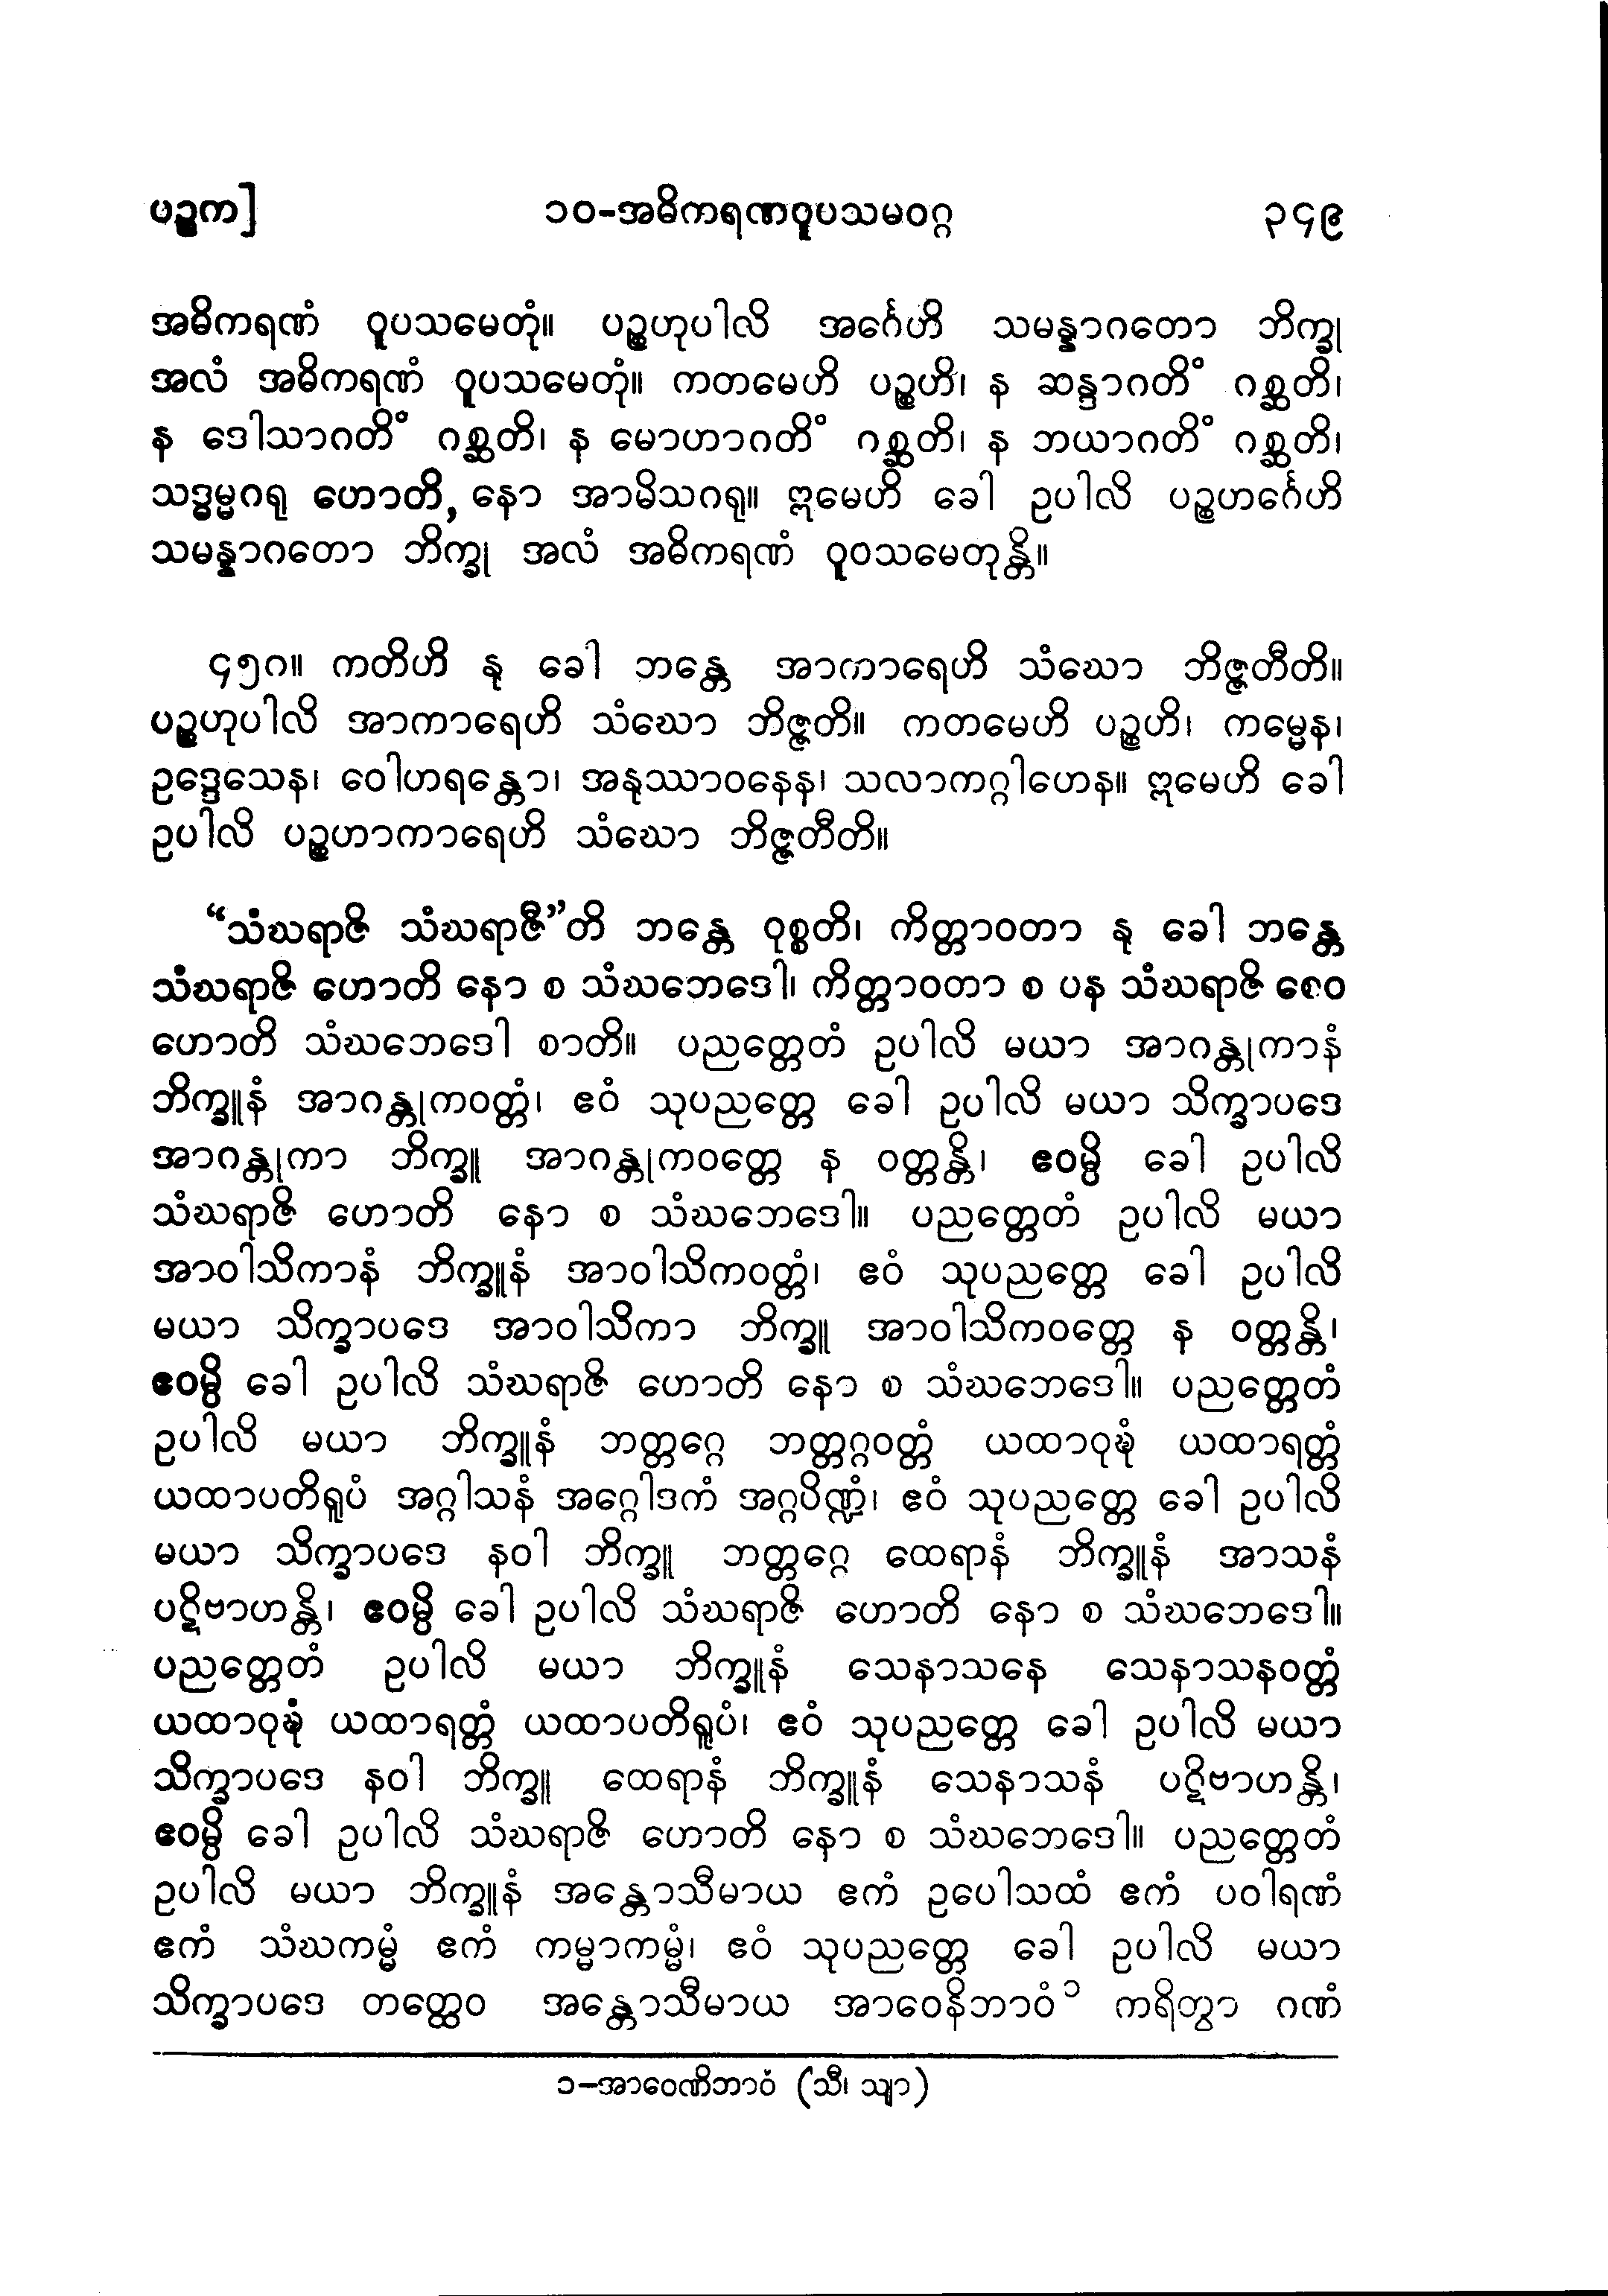 ပဉ္စက] ၁၀-အဓိကရဏဝူပသမဝဂ္ဂ ၃၄၉
အဓိကရဏံ ဝူပသမေတုံ။ ပဉ္စဟုပါလိ အင်္ဂေဟိ သမန္နာဂတော ဘိက္ခု
အလံ အဓိကရဏံ ဝူပသမေတုံ။ ကတမေဟိ ပဉ္စဟိ၊ န ဆန္ဒာဂတိံ ဂစ္ဆတိ၊
န ဒေါသာဂတိံ ဂစ္ဆတိ၊ န မောဟာဂတိံ ဂစ္ဆတိ၊ န ဘယာဂတိံ ဂစ္ဆတိ၊
သဒ္ဓမ္မဂရု ဟောတိ, နော အာမိသဂရု။ ဣမေဟိ ခေါ ဥပါလိ ပဉ္စဟင်္ဂေဟိ
သမန္နာဂတော ဘိက္ခု အလံ အဓိကရဏံ ဝူဝသမေတုန္တိ။
၄၅၈။ ကတိဟိ နု ခေါ ဘန္တေ အာကာရေဟိ သံဃော ဘိဇ္ဇတီတိ။
ပဉ္စဟုပါလိ အာကာရေဟိ သံဃော ဘိဇ္ဇတိ။ ကတမေဟိ ပဉ္စဟိ၊ ကမ္မေန၊
ဥဒ္ဒေသေန၊ ဝေါဟရန္တော၊ အနုဿာဝနေန၊ သလာကဂ္ဂါဟေန။ ဣမေဟိ ခေါ
ဥပါလိ ပဉ္စဟာကာရေဟိ သံဃော ဘိဇ္ဇတီတိ။
“သံဃရာဇိ သံဃရာဇီ”တိ ဘန္တေ ဝုစ္စတိ၊ ကိတ္တာဝတာ နု ခေါ ဘန္တေ
သံဃရာဇိ ဟောတိ နော စ သံဃဘေဒေါ၊ ကိတ္တာဝတာ စ ပန သံဃရာဇိ စေဝ
ဟောတိ သံဃဘေဒေါ စာတိ။ ပညတ္တေတံ ဥပါလိ မယာ အာဂန္တုကာနံ
ဘိက္ခူနံ အာဂန္တုကဝတ္တံ၊ ဧဝံ သုပညတ္တေ ခေါ ဥပါလိ မယာ သိက္ခာပဒေ
အာဂန္တုကာ ဘိက္ခူ အာဂန္တုကဝတ္တေ န ဝတ္တန္တိ၊ ဧဝမ္ပိ ခေါ ဥပါလိ
သံဃရာဇိ ဟောတိ နော စ သံဃဘေဒေါ။ ပညတ္တေတံ ဥပါလိ မယာ
အာဝါသိကာနံ ဘိက္ခူနံ အာဝါသိကဝတ္တံ၊ ဧဝံ သုပညတ္တေ ခေါ ဥပါလိ
မယာ သိက္ခာပဒေ အာဝါသိကာ ဘိက္ခူ အာဝါသိကဝတ္တေ န ဝတ္တန္တိ၊
ဧဝမ္ပိ ခေါ ဥပါလိ သံဃရာဇိ ဟောတိ နော စ သံဃဘေဒေါ။ ပညတ္တေတံ
ဥပါလိ မယာ ဘိက္ခူနံ ဘတ္တဂ္ဂေ ဘတ္တဂ္ဂဝတ္တံ ယထာဝုဍ္ဎံ ယထာရတ္တံ
ယထာပတိရူပံ အဂ္ဂါသနံ အဂ္ဂေါဒကံ အဂ္ဂပိဏ္ဍံ၊ ဧဝံ သုပညတ္တေ ခေါ ဥပါလိ
မယာ သိက္ခာပဒေ နဝါ ဘိက္ခူ ဘတ္တဂ္ဂေ ထေရာနံ ဘိက္ခူနံ အာသနံ
ပဋိဗာဟန္တိ၊ ဧဝမ္ပိ ခေါ ဥပါလိ သံဃရာဇိ ဟောတိ နော စ သံဃဘေဒေါ။
ပညတ္တေတံ ဥပါလိ မယာ ဘိက္ခူနံ သေနာသနေ သေနာသနဝတ္တံ
ယထာဝုဍ္ဎံ ယထာရတ္တံ ယထာပတိရူပံ၊ ဧဝံ သုပညတ္တေ ခေါ ဥပါလိ မယာ
သိက္ခာပဒေ နဝါ ဘိက္ခူ ထေရာနံ ဘိက္ခူနံ သေနာသနံ ပဋိဗာဟန္တိ၊
ဧဝမ္ပိ ခေါ ဥပါလိ သံဃရာဇိ ဟောတိ နော စ သံဃဘေဒေါ။ ပညတ္တေတံ
ဥပါလိ မယာ ဘိက္ခူနံ အန္တောသီမာယ ဧကံ ဥပေါသထံ ဧကံ ပဝါရဏံ
ဧကံ သံဃကမ္မံ ဧကံ ကမ္မာကမ္မံ၊ ဧဝံ သုပညတ္တေ ခေါ ဥပါလိ မယာ
သိက္ခာပဒေ တတ္ထေဝ အန္တောသီမာယ အာဝေနိဘာဝံ၁ ကရိတွာ ဂဏံ
၁-အာဝေဏိဘာဝံ (သီ၊ သျာ)